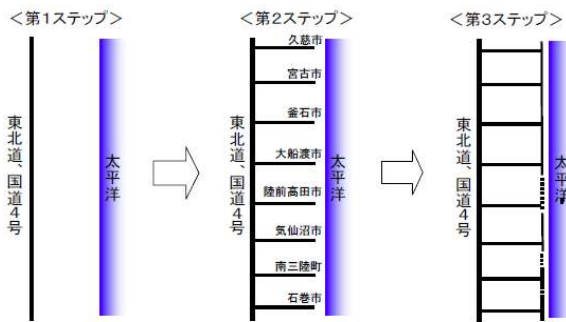 <第1ステップ>
東北道、国道4号
太平洋
<第2ステップ>
東北道、国道4号
久慈市
宮古市
釜石市
大船渡市
陸前高田市
気仙沼市
南三陸町
石巻市
太平洋
<第3ステップ>
東北道、国道4号
太平洋